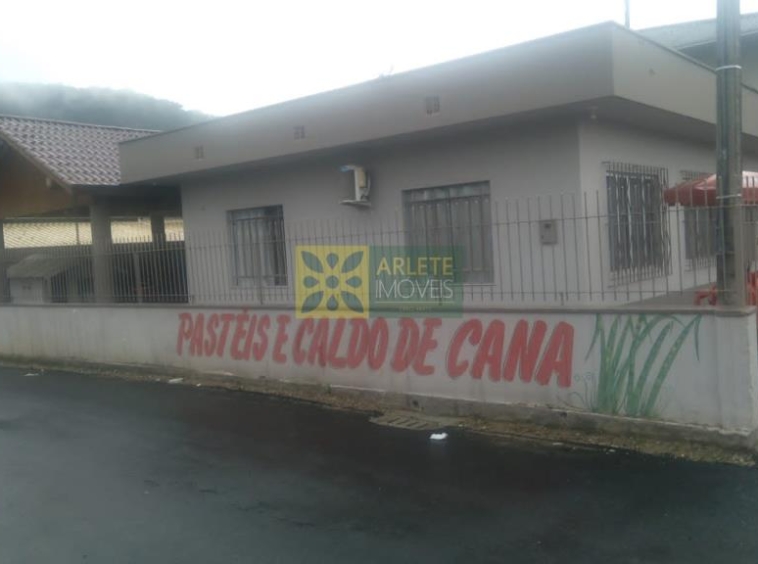 ARLETE
IMÓVEIS
PASTÉIS E CALDO DE CANA